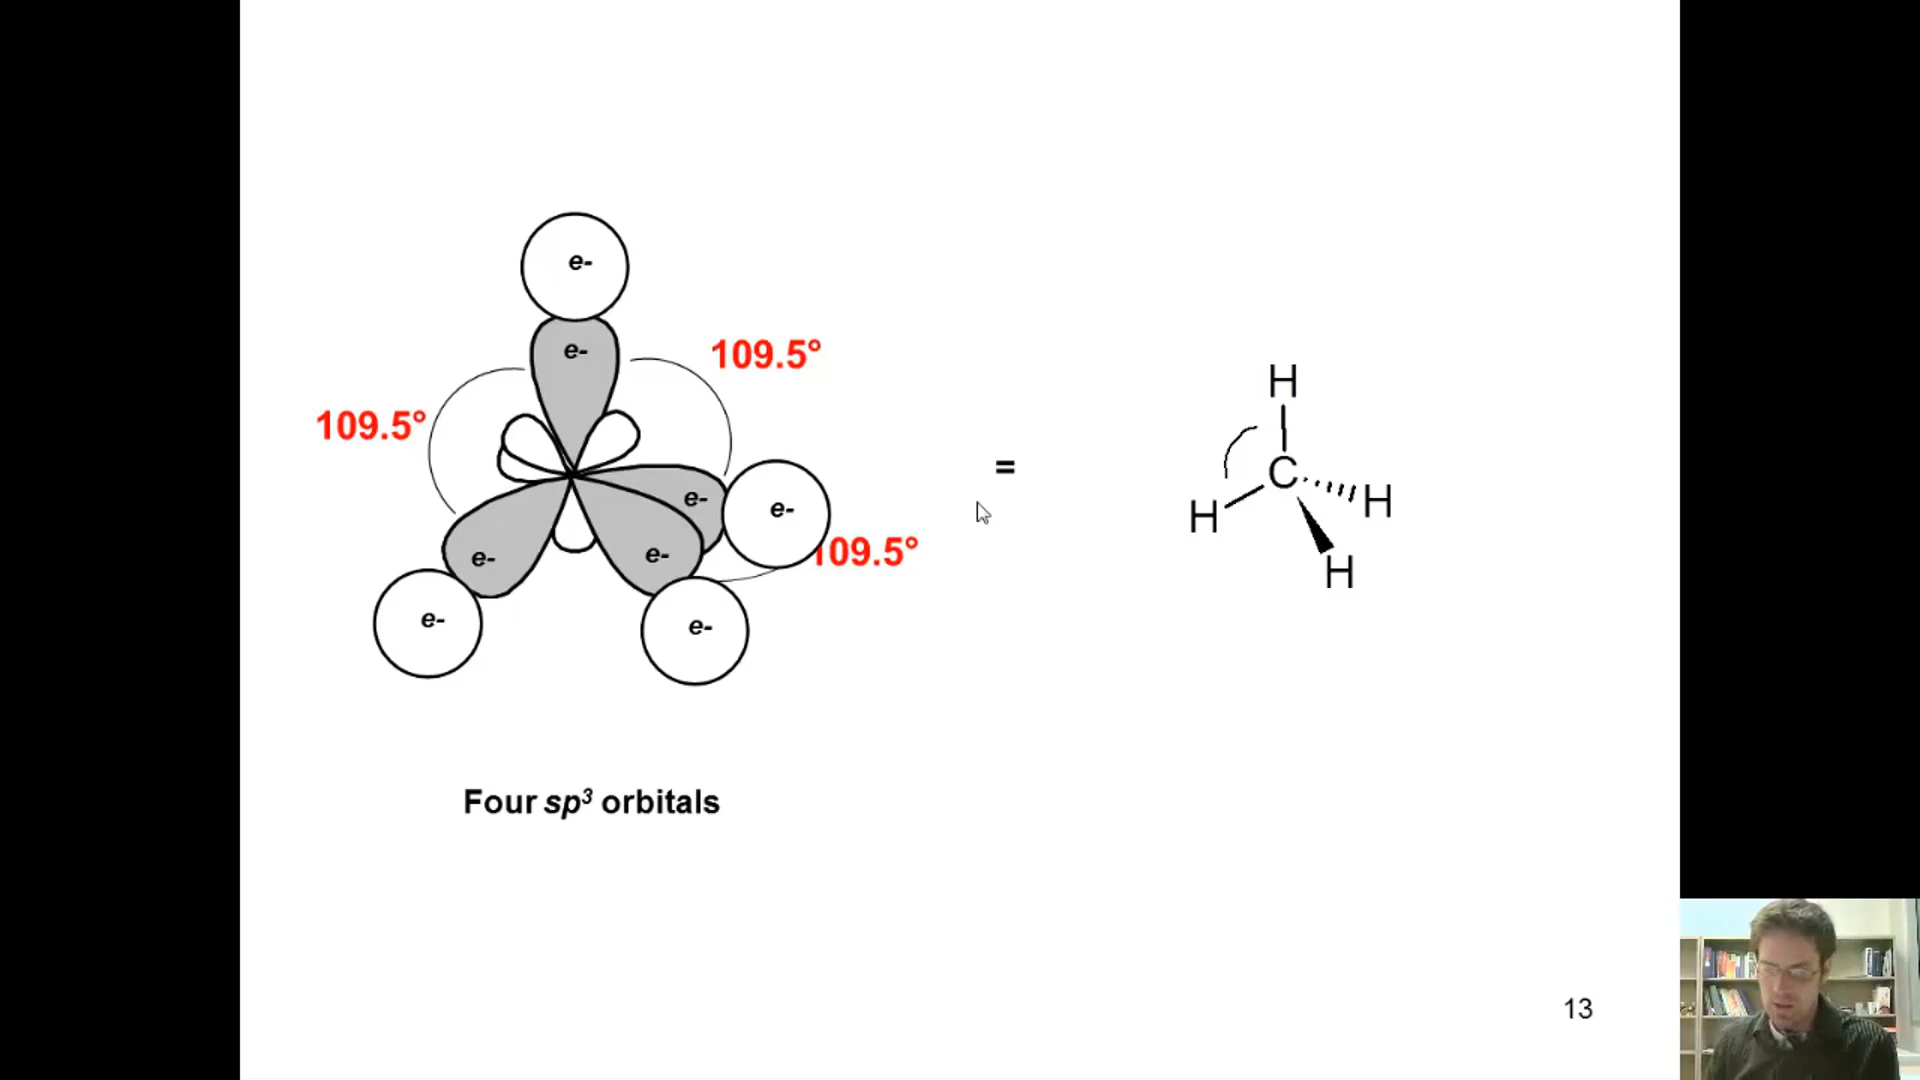 e-
e-
109.5°
109.5°
e-
e-
e-
e-
e-
e-
109.5°
Four sp³ orbitals
=
H
C
H
H
H
13